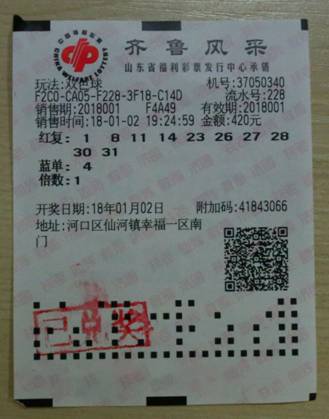 中国福利彩票
CHINA WELFARE LOTTERY
齐鲁风采
山东省福利彩票发行中心承销
玩法:双色球 机号:37050340
F2C0-CA05-F228-3F18-C14D 流水号:228
销售期:2018001 F4A49 有效期:2018001
销售时间:18-01-02 19:24:59 金额:420元
红复: 1 8 11 14 23 26 27 28
30 31
蓝单: 4
倍数:1
开奖日期:18年01月02日 附加码:41843066
地址:河口区仙河镇幸福一区南
门
已兑奖